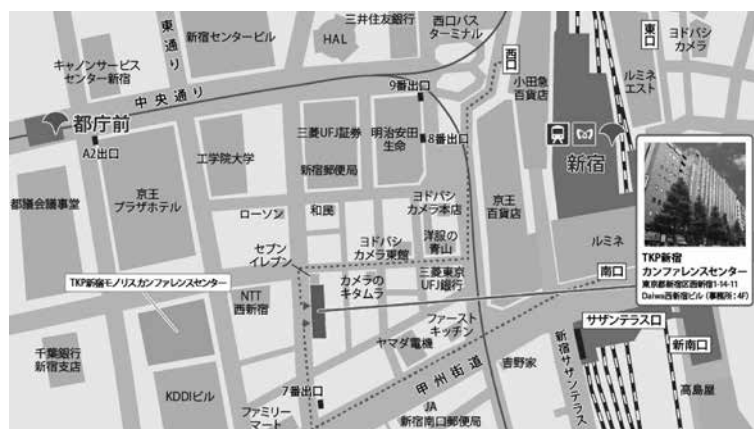 東通り
新宿センタービル
HAL
三井住友銀行
西口バス
ターミナル
西口
東口
ヨドバシ
カメラ
キャノンサービス
センター新宿
中央通り
9番出口
小田急
百貨店
ルミネ
エスト
都庁前
A2出口
工学院大学
三菱UFJ証券
明治安田
生命
8番出口
新宿郵便局
新宿
都議会議事堂
京王
プラザホテル
ローソン
和民
ヨドバシ
カメラ本店
京王
百貨店
セブン
イレブン
ヨドバシ
カメラ東館
洋服の
青山
ルミネ
TKP新宿モノリスカンファレンスセンター
NTT
西新宿
カメラの
キタムラ
三菱東京
UFJ銀行
南口
TKP新宿
カンファレンスセンター
東京都新宿区西新宿1-14-11
Daiwa西新宿ビル（事務所：4F）
千葉銀行
新宿支店
KDDIビル
ファースト
キッチン
ヤマダ電機
甲州街道
吉野家
サザンテラス口
新宿サザンテラス
新南口
高島屋
7番出口
ファミリー
マート
JA
新宿南口郵便局